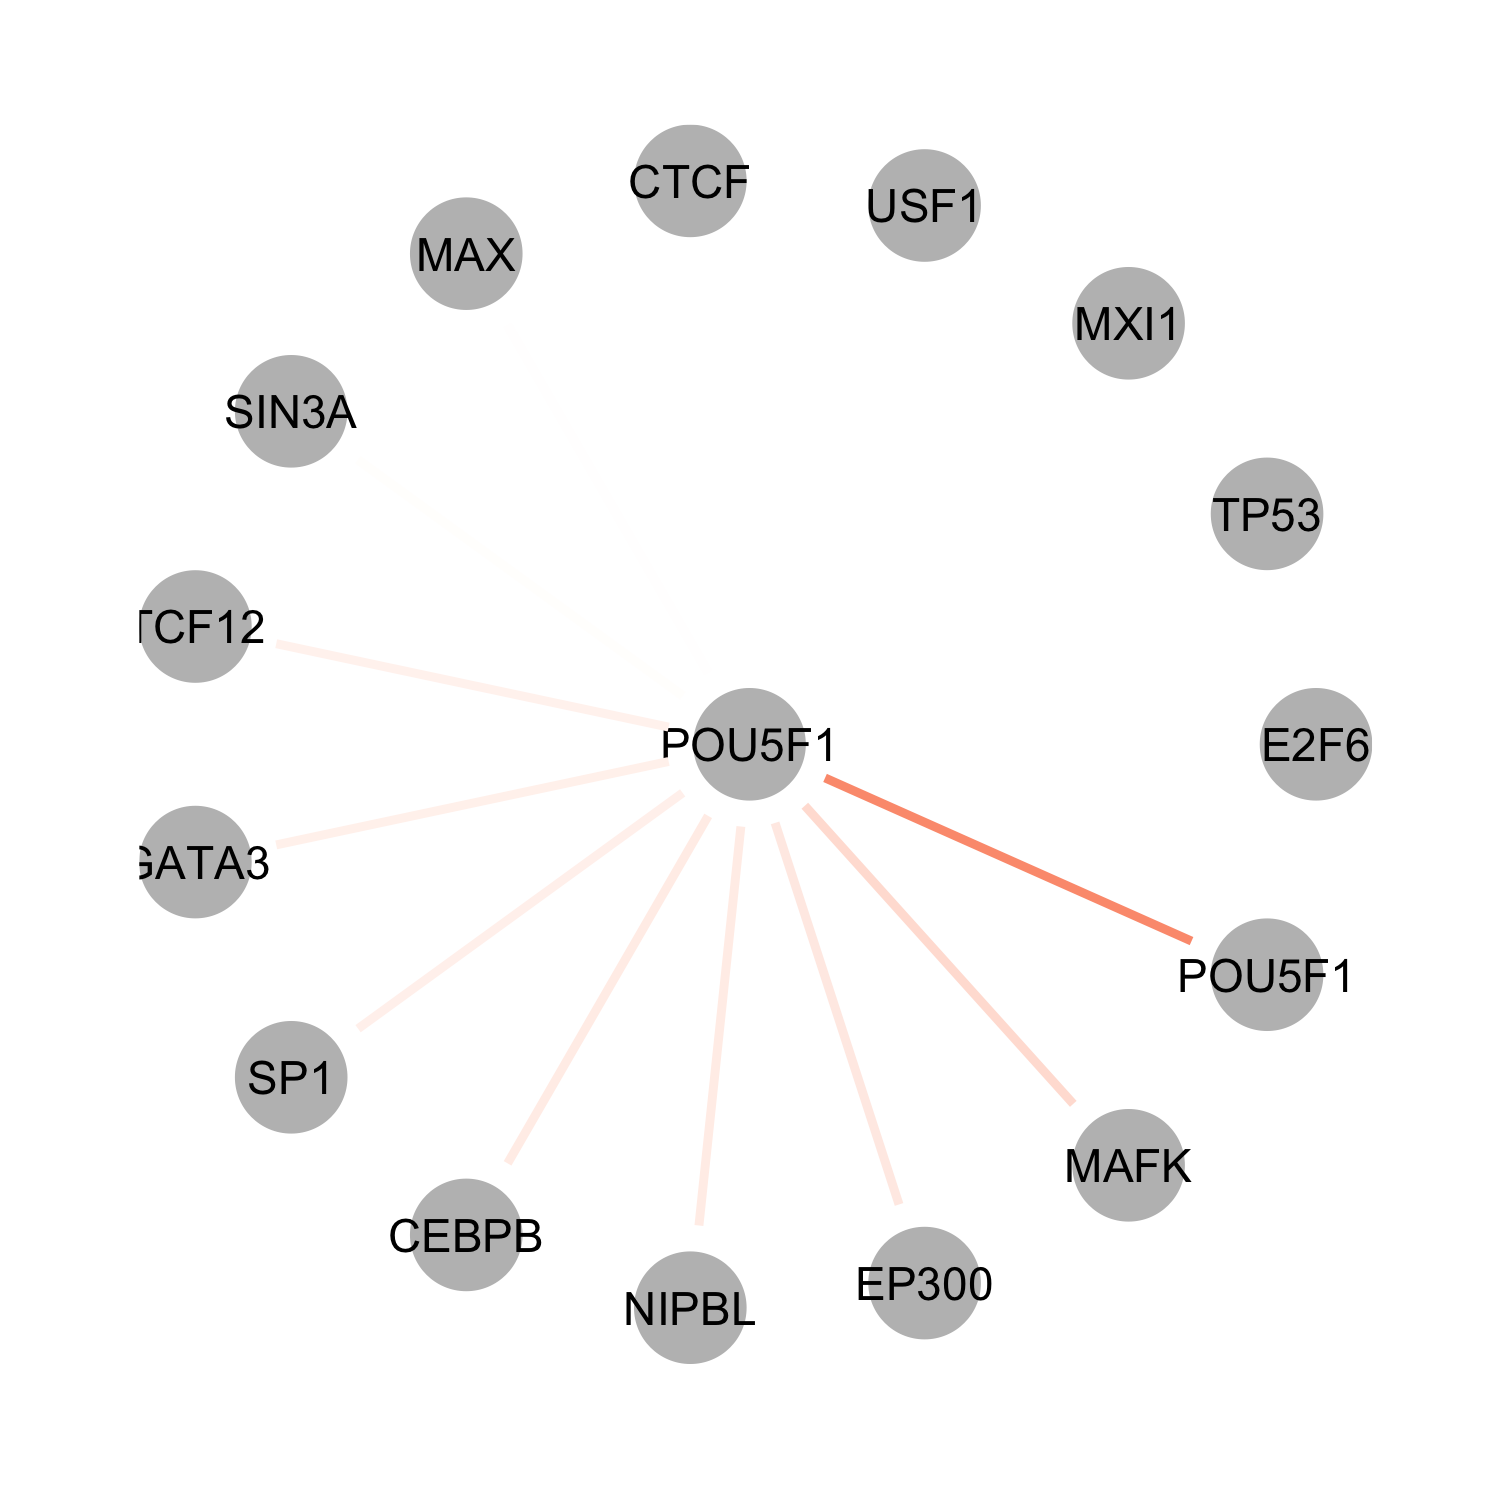 CTCF
USF1
MAX
MXI1
SIN3A
TP53
TCF12
POU5F1
E2F6
GATA3
POU5F1
SP1
MAFK
CEBPB
EP300
NIPBL